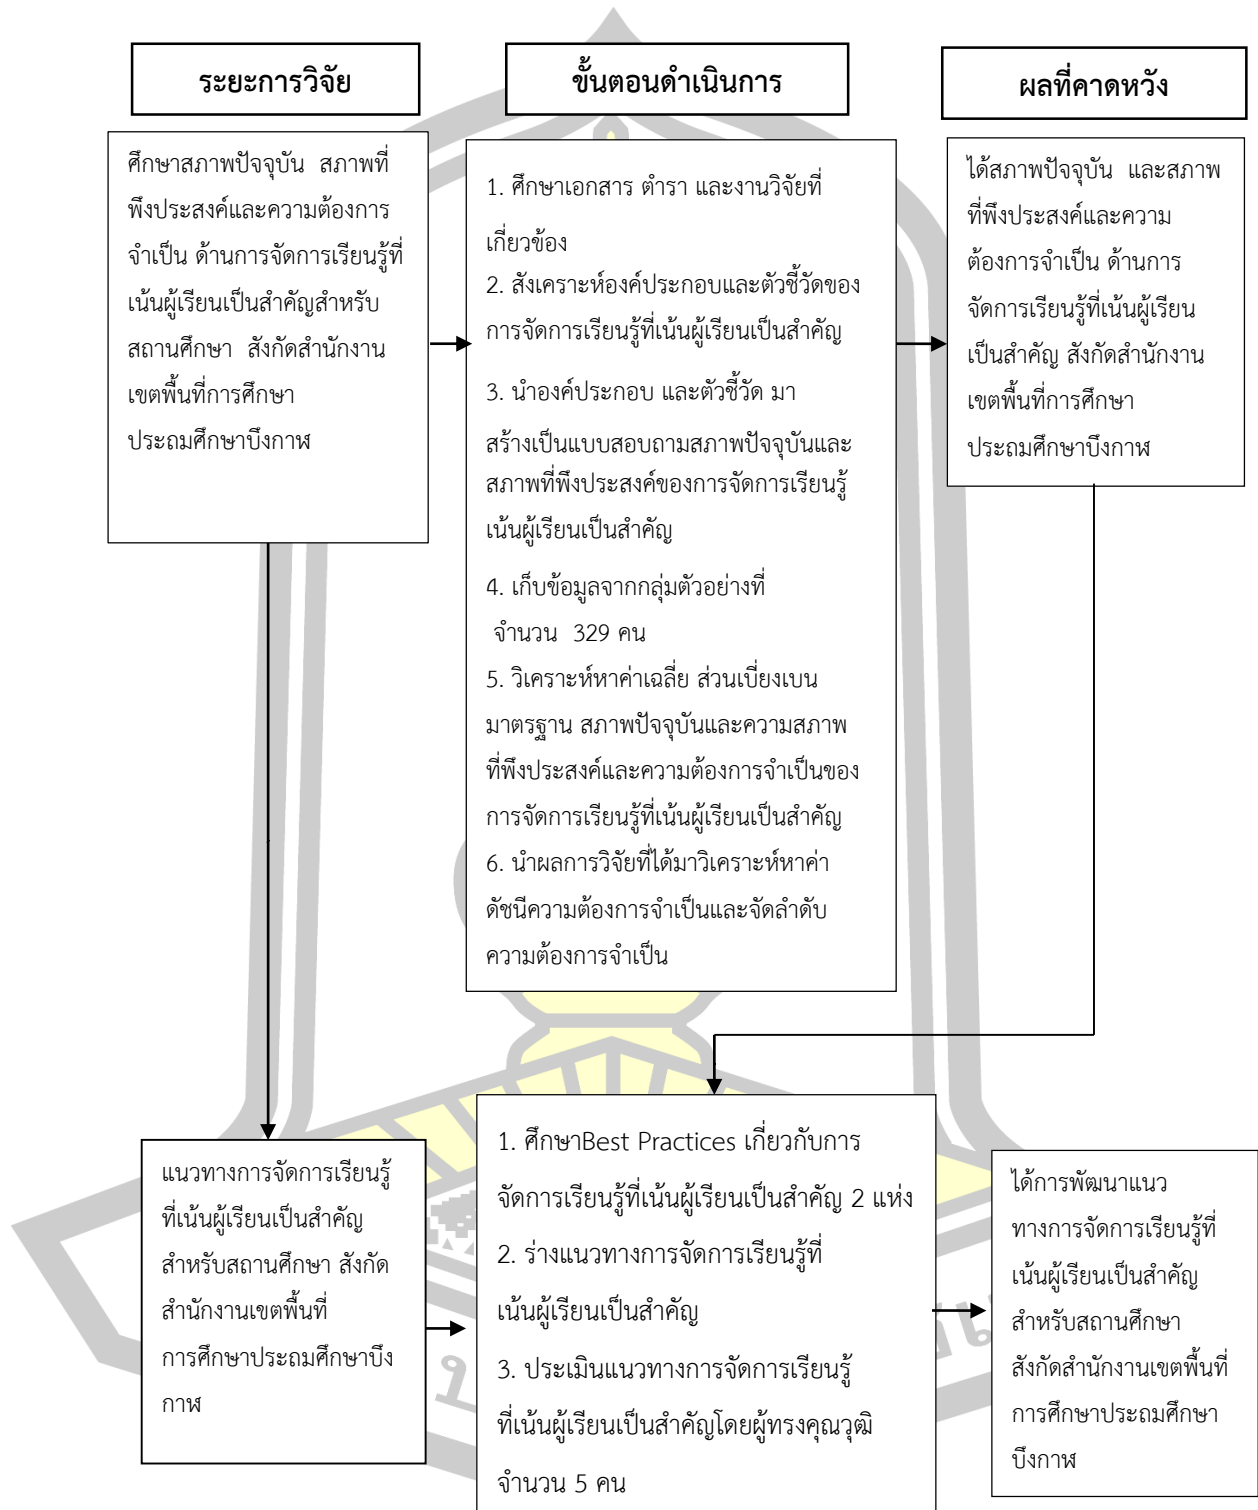 ระยะการวิจัย
ขั้นตอนดำเนินการ
ผลที่คาดหวัง
ศึกษาสภาพปัจจุบัน สภาพที่
พึงประสงค์และความต้องการ
จำเป็น ด้านการจัดการเรียนรู้ที่
เน้นผู้เรียนเป็นสำคัญสำหรับ
สถานศึกษา สังกัดสำนักงาน
เขตพื้นที่การศึกษา
ประถมศึกษาบึงกาฬ
1. ศึกษาเอกสาร ตำรา และงานวิจัยที่
เกี่ยวข้อง
2. สังเคราะห์องค์ประกอบและตัวชี้วัดของ
การจัดการเรียนรู้ที่เน้นผู้เรียนเป็นสำคัญ
3. นำองค์ประกอบ และตัวชี้วัด มา
สร้างเป็นแบบสอบถามสภาพปัจจุบันและ
สภาพที่พึงประสงค์ของการจัดการเรียนรู้
เน้นผู้เรียนเป็นสำคัญ
4. เก็บข้อมูลจากกลุ่มตัวอย่างที่
จำนวน 329 คน
5. วิเคราะห์หาค่าเฉลี่ย ส่วนเบี่ยงเบน
มาตรฐาน สภาพปัจจุบันและความสภาพ
ที่พึงประสงค์และความต้องการจำเป็นของ
การจัดการเรียนรู้ที่เน้นผู้เรียนเป็นสำคัญ
6. นำผลการวิจัยที่ได้มาวิเคราะห์หาค่า
ดัชนีความต้องการจำเป็นและจัดลำดับ
ความต้องการจำเป็น
ได้สภาพปัจจุบัน และสภาพ
ที่พึงประสงค์และความ
ต้องการจำเป็น ด้านการ
จัดการเรียนรู้ที่เน้นผู้เรียน
เป็นสำคัญ สังกัดสำนักงาน
เขตพื้นที่การศึกษา
ประถมศึกษาบึงกาฬ
แนวทางการจัดการเรียนรู้
ที่เน้นผู้เรียนเป็นสำคัญ
สำหรับสถานศึกษา สังกัด
สำนักงานเขตพื้นที่
การศึกษาประถมศึกษาบึง
กาฬ
1. ศึกษาBest Practices เกี่ยวกับการ
จัดการเรียนรู้ที่เน้นผู้เรียนเป็นสำคัญ 2 แห่ง
2. ร่างแนวทางการจัดการเรียนรู้ที่
เน้นผู้เรียนเป็นสำคัญ
3. ประเมินแนวทางการจัดการเรียนรู้
ที่เน้นผู้เรียนเป็นสำคัญโดยผู้ทรงคุณวุฒิ
จำนวน 5 คน
ได้การพัฒนาแนว
ทางการจัดการเรียนรู้ที่
เน้นผู้เรียนเป็นสำคัญ
สำหรับสถานศึกษา
สังกัดสำนักงานเขตพื้นที่
การศึกษาประถมศึกษา
บึงกาฬ